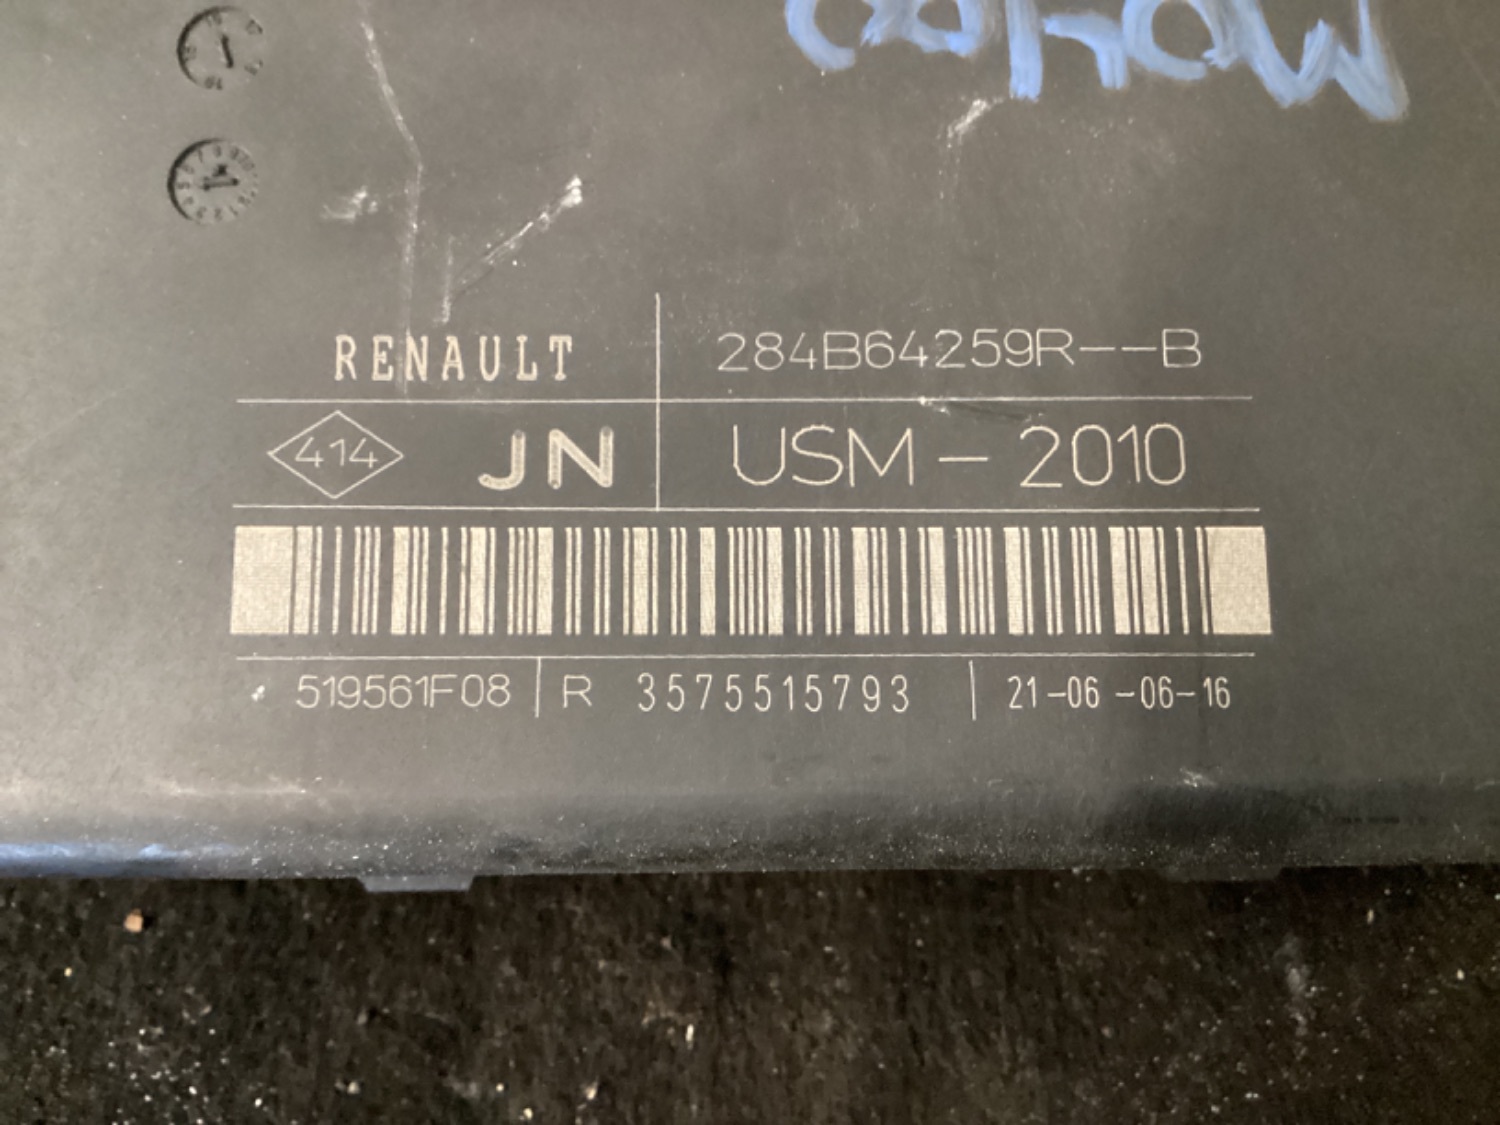 RENAULT 284B64259R--B
414 JN USM - 2010
519561F08 R 3575515793 21-06-06-16